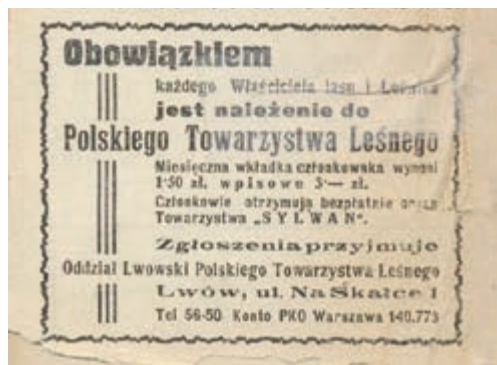 Obowiązkiem
każdego Właściciela lasu i Leśnika
jest należenie do
Polskiego Towarzystwa Leśnego
Miesięczna wkładka członkowska wynosi
1·50 zł, wpisowe 3·— zł.
Członkowie otrzymują bezpłatnie organ
Towarzystwa „SYLWAN".
Zgłoszenia przyjmuje
Oddział Lwowski Polskiego Towarzystwa Leśnego
Lwów, ul. Na Skałce 1
Tel 56-50 Konto PKO Warszawa 140.773